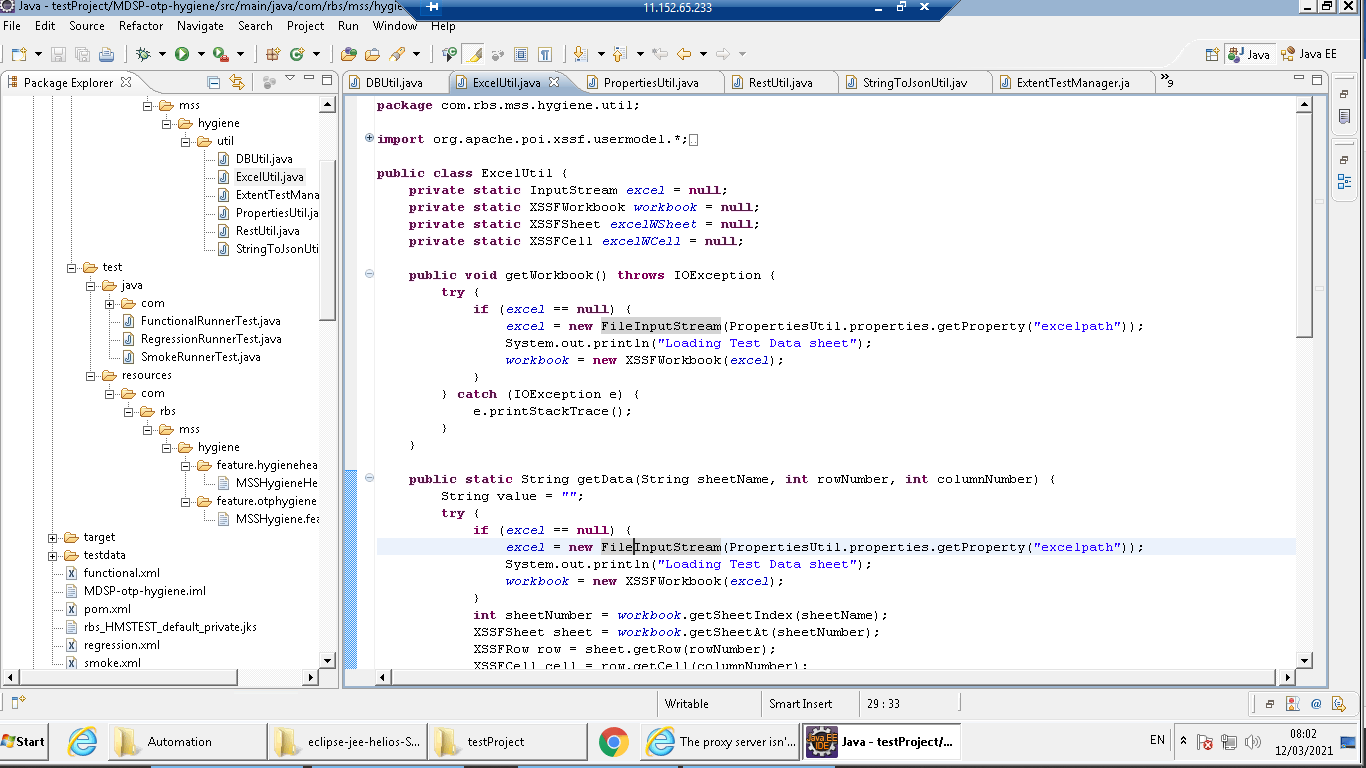 Java - testProject/MDSP-otp-hygiene/src/main/java/com/rbs/mss/hygie
11.152.65.233
File Edit Source Refactor Navigate Search Project Run Window Help
Java Java EE
Package Explorer
DBUtil.java ExcelUtil.java PropertiesUtil.java RestUtil.java StringToJsonUtil.jav ExtentTestManager.ja »9
mss
hygiene
util
DBUtil.java
ExcelUtil.java
ExtentTestMana
PropertiesUtil.ja
RestUtil.java
StringToJsonUti
test
java
com
FunctionalRunnerTest.java
RegressionRunnerTest.java
SmokeRunnerTest.java
resources
com
rbs
mss
hygiene
feature.hygienehea
MSSHygieneHe
feature.otphygiene
MSSHygiene.fea
target
testdata
functional.xml
MDSP-otp-hygiene.iml
pom.xml
rbs_HMSTEST_default_private.jks
regression.xml
smoke.xml
package com.rbs.mss.hygiene.util;
import org.apache.poi.xssf.usermodel.*;
public class ExcelUtil {
private static InputStream excel = null;
private static XSSFWorkbook workbook = null;
private static XSSFSheet excelWSheet = null;
private static XSSFCell excelWCell = null;
public void getWorkbook() throws IOException {
try {
if (excel == null) {
excel = new FileInputStream(PropertiesUtil.properties.getProperty("excelpath"));
System.out.println("Loading Test Data sheet");
workbook = new XSSFWorkbook(excel);
}
} catch (IOException e) {
e.printStackTrace();
}
}
public static String getData(String sheetName, int rowNumber, int columnNumber) {
String value = "";
try {
if (excel == null) {
excel = new FileInputStream(PropertiesUtil.properties.getProperty("excelpath"));
System.out.println("Loading Test Data sheet");
workbook = new XSSFWorkbook(excel);
}
int sheetNumber = workbook.getSheetIndex(sheetName);
XSSFSheet sheet = workbook.getSheetAt(sheetNumber);
XSSFRow row = sheet.getRow(rowNumber);
XSSFCell cell = row.getCell(columnNumber);
Writable Smart Insert 29 : 33
Start Automation eclipse-jee-helios-S... testProject The proxy server isn'... Java - testProject/... EN 08:02
12/03/2021